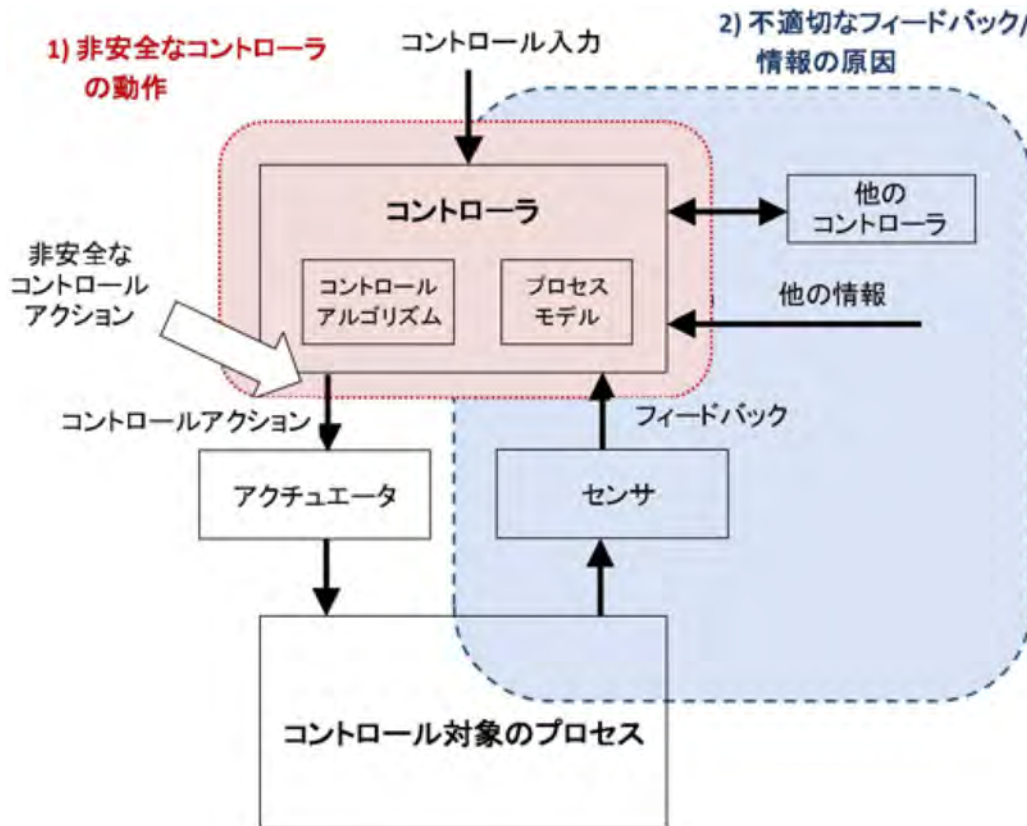 1) 非安全なコントローラ
の動作
コントロール入力
2) 不適切なフィードバック/
情報の原因
コントローラ
他の
コントローラ
非安全な
コントロール
アクション
コントロール
アルゴリズム
プロセス
モデル
他の情報
コントロールアクション
フィードバック
アクチュエータ
センサ
コントロール対象のプロセス